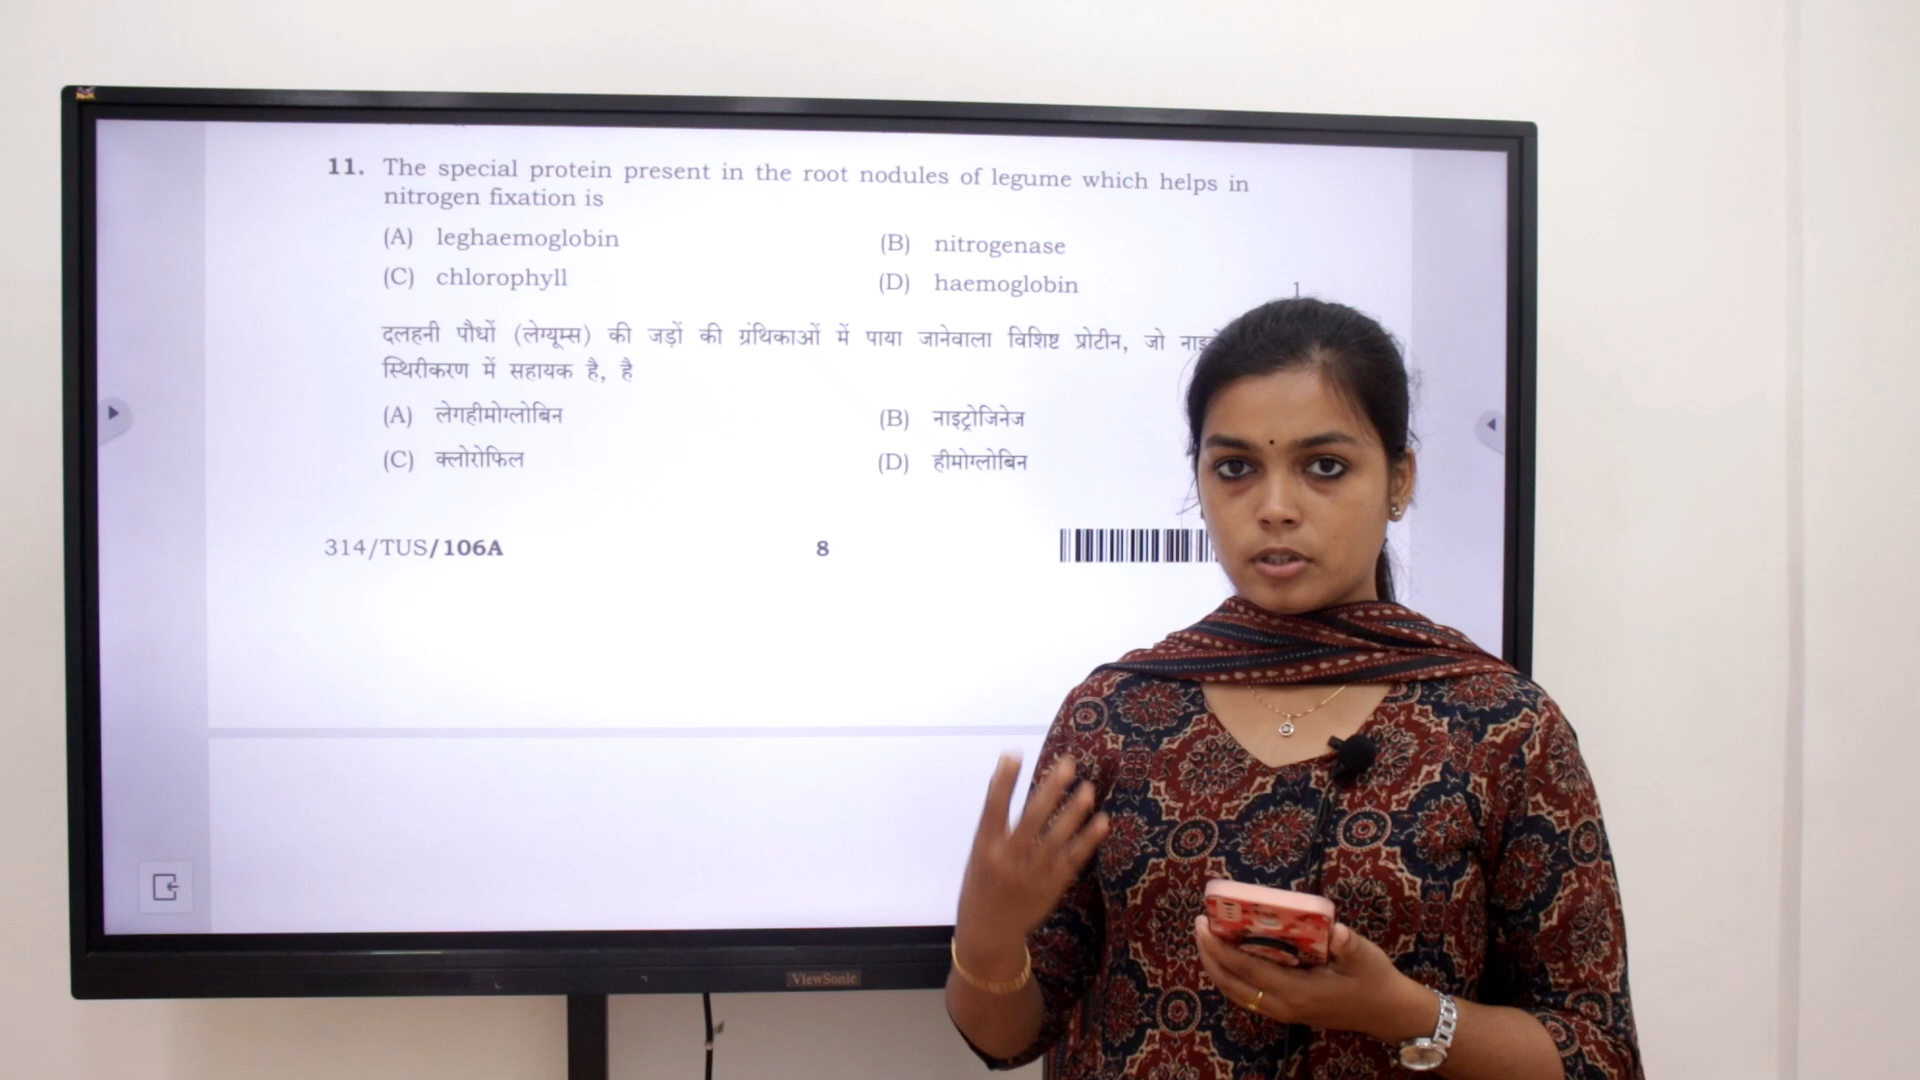 11. The special protein present in the root nodules of legume which helps in
nitrogen fixation is
(A) leghaemoglobin (B) nitrogenase
(C) chlorophyll (D) haemoglobin
1
दलहनी पौधों (लेग्यूम्स) की जड़ों की ग्रंथिकाओं में पाया जानेवाला विशिष्ट प्रोटीन, जो
स्थिरीकरण में सहायक है, है
(A) लेगहीमोग्लोबिन (B) नाइट्रोजिनेज
(C) क्लोरोफिल (D) हीमोग्लोबिन
314/TUS/106A 8
ViewSonic